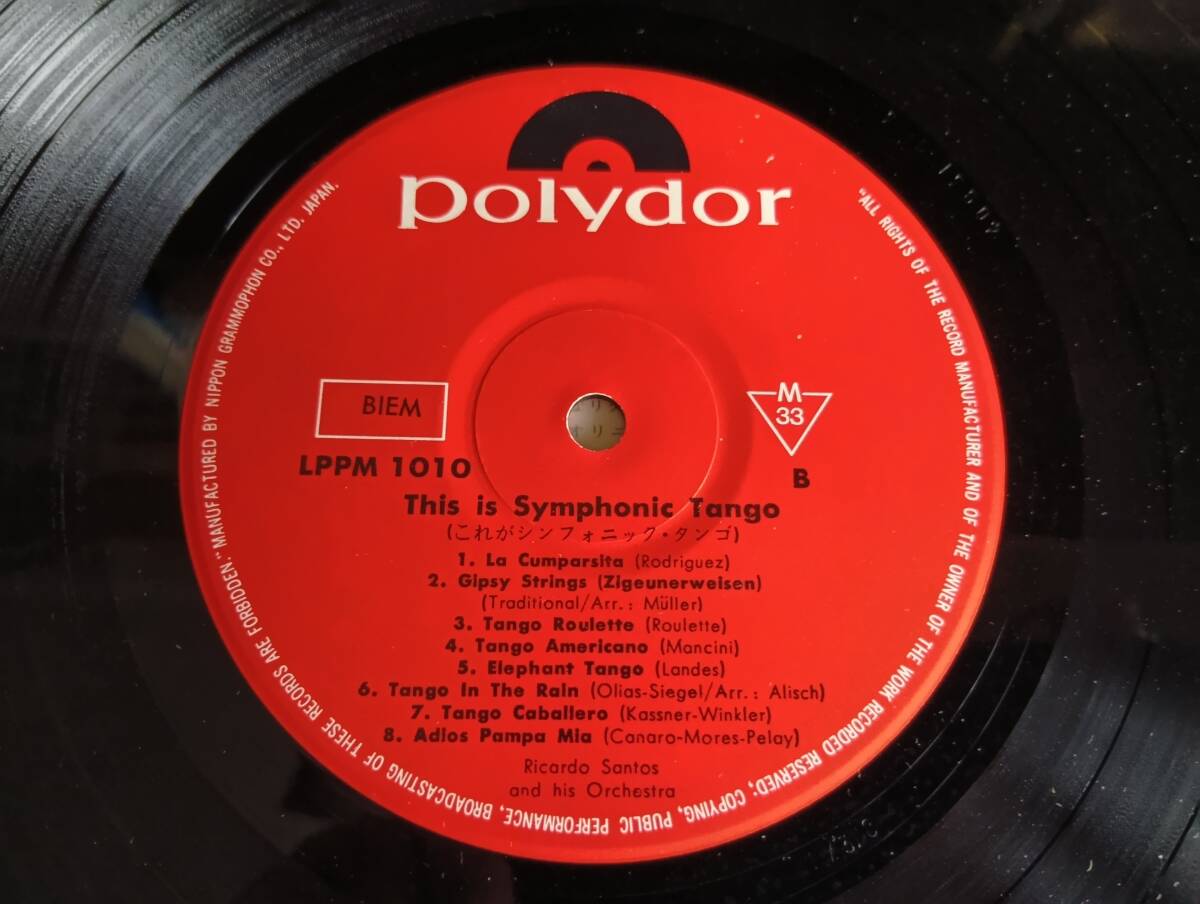 polydor
"ALL RIGHTS OF THE RECORD MANUFACTURER AND OF THE OWNER OF THE WORK RECORDED RESERVED; COPYING, PUBLIC PERFORMANCE, BROADCASTING OF THESE RECORDS ARE FORBIDDEN." MANUFACTURED BY NIPPON GRAMMOPHON CO., LTD. JAPAN.
BIEM
M
33
LPPM 1010
B
This is Symphonic Tango
(これがシンフォニック・タンゴ)
1. La Cumparsita (Rodriguez)
2. Gipsy Strings (Zigeunerweisen)
(Traditional/Arr.: Müller)
3. Tango Roulette (Roulette)
4. Tango Americano (Mancini)
5. Elephant Tango (Landes)
6. Tango In The Rain (Olias-Siegel/Arr.: Alisch)
7. Tango Caballero (Kassner-Winkler)
8. Adios Pampa Mia (Canaro-Mores-Pelay)
Ricardo Santos
and his Orchestra